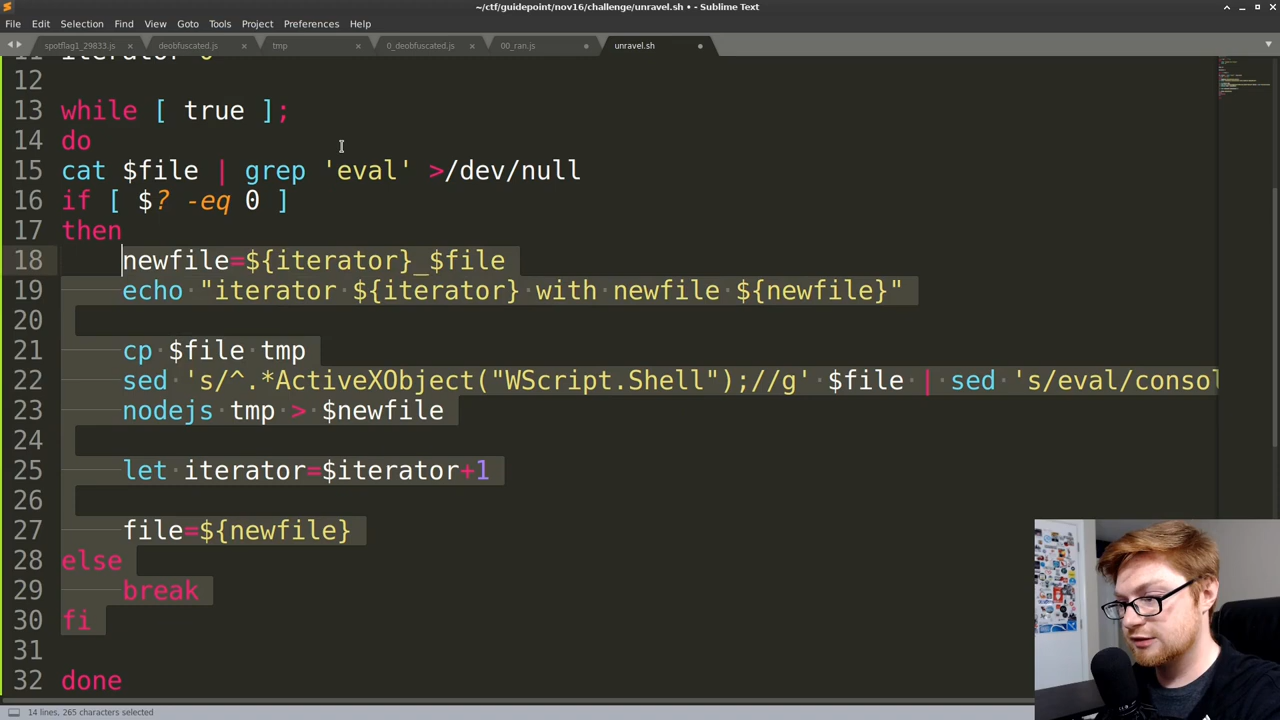 ~/ctf/guidepoint/nov16/challenge/unravel.sh • - Sublime Text
File Edit Selection Find View Goto Tools Project Preferences Help
spotflag1_29833.js deobfuscated.js tmp 0_deobfuscated.js 00_ran.js unravel.sh
11
12
13 while [ true ];
14 do
15 cat $file | grep 'eval' >/dev/null
16 if [ $? -eq 0 ]
17 then
18 newfile=${iterator}_$file
19 echo "iterator ${iterator} with newfile ${newfile}"
20
21 cp $file tmp
22 sed 's/^.*ActiveXObject("WScript.Shell");//g' $file | sed 's/eval/consol
23 nodejs tmp > $newfile
24
25 let iterator=$iterator+1
26
27 file=${newfile}
28 else
29 break
30 fi
31
32 done
14 lines, 265 characters selected